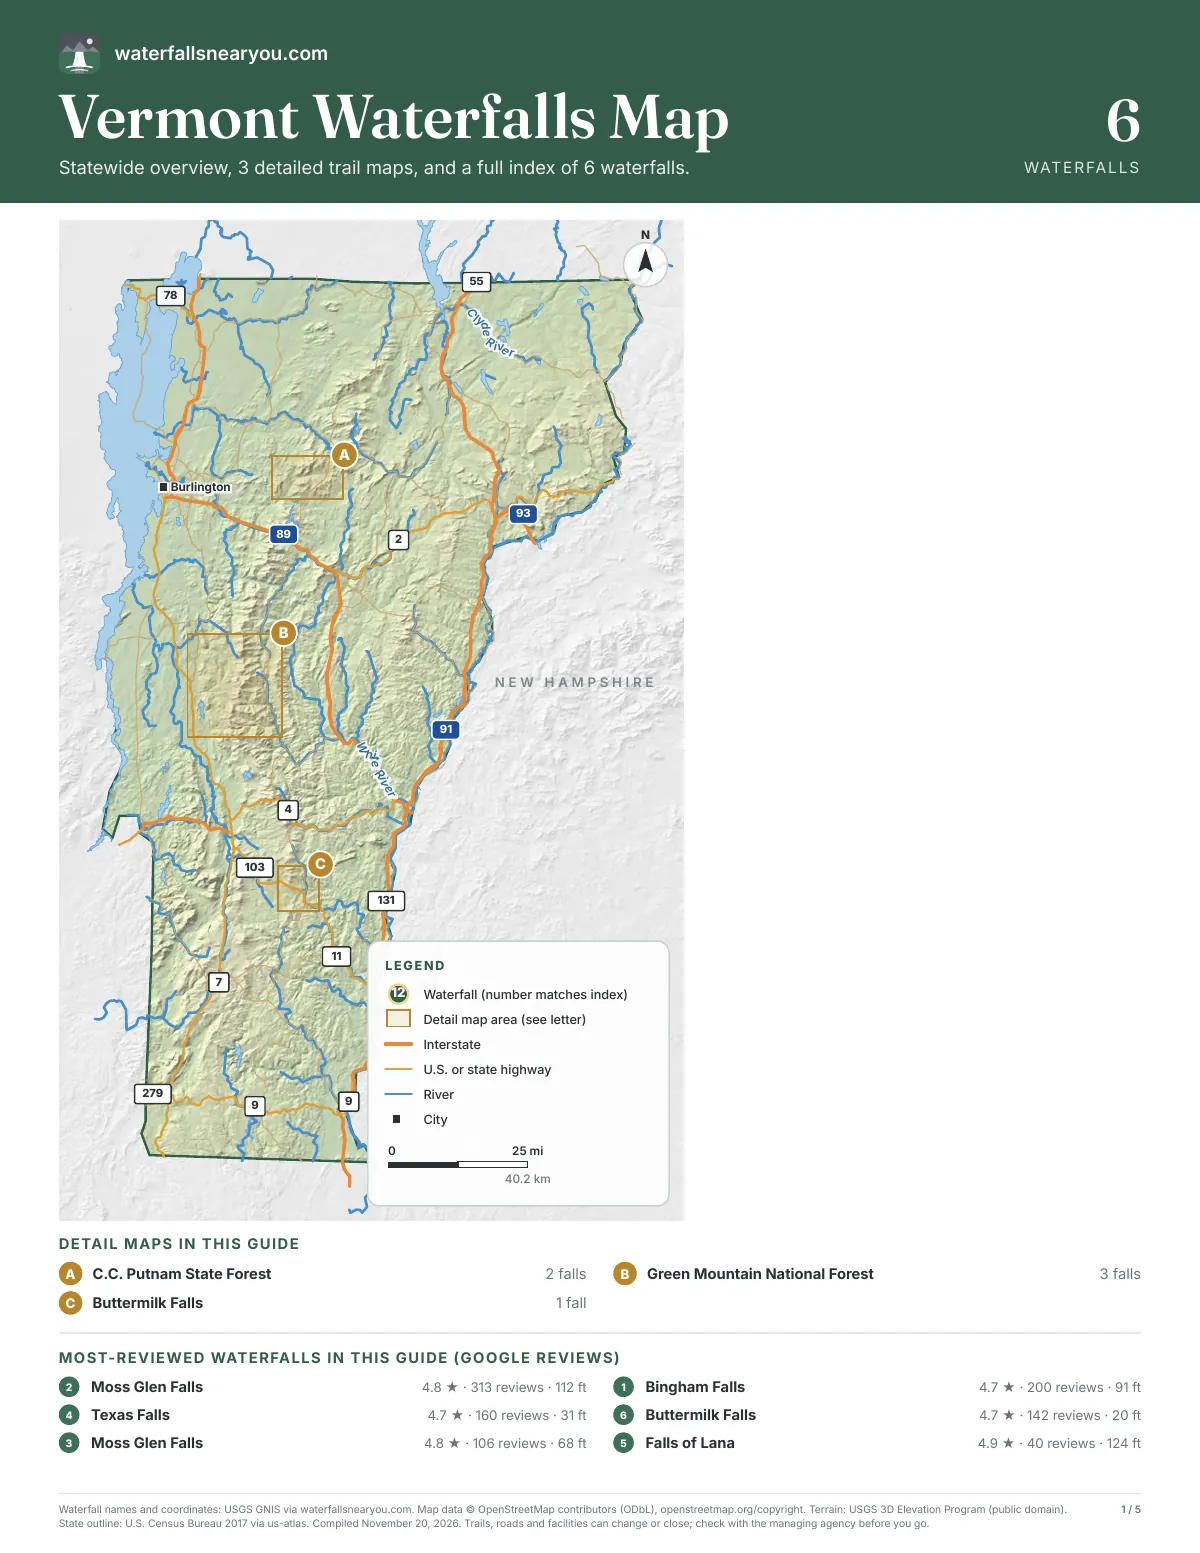 waterfallsnearyou.com
Vermont Waterfalls Map
Statewide overview, 3 detailed trail maps, and a full index of 6 waterfalls.
6
WATERFALLS
N
78
55
Clyde River
A
Burlington
93
89
2
B
NEW HAMPSHIRE
91
White River
4
103
C
131
11
7
279
9
9
LEGEND
12 Waterfall (number matches index)
Detail map area (see letter)
Interstate
U.S. or state highway
River
City
0 25 mi
40.2 km
DETAIL MAPS IN THIS GUIDE
A C.C. Putnam State Forest 2 falls
B Green Mountain National Forest 3 falls
C Buttermilk Falls 1 fall
MOST-REVIEWED WATERFALLS IN THIS GUIDE (GOOGLE REVIEWS)
2 Moss Glen Falls 4.8 ★ · 313 reviews · 112 ft
1 Bingham Falls 4.7 ★ · 200 reviews · 91 ft
4 Texas Falls 4.7 ★ · 160 reviews · 31 ft
6 Buttermilk Falls 4.7 ★ · 142 reviews · 20 ft
3 Moss Glen Falls 4.8 ★ · 106 reviews · 68 ft
5 Falls of Lana 4.9 ★ · 40 reviews · 124 ft
Waterfall names and coordinates: USGS GNIS via waterfallsnearyou.com. Map data © OpenStreetMap contributors (ODbL), openstreetmap.org/copyright. Terrain: USGS 3D Elevation Program (public domain).
State outline: U.S. Census Bureau 2017 via us-atlas. Compiled November 20, 2026. Trails, roads and facilities can change or close; check with the managing agency before you go.
1 / 5